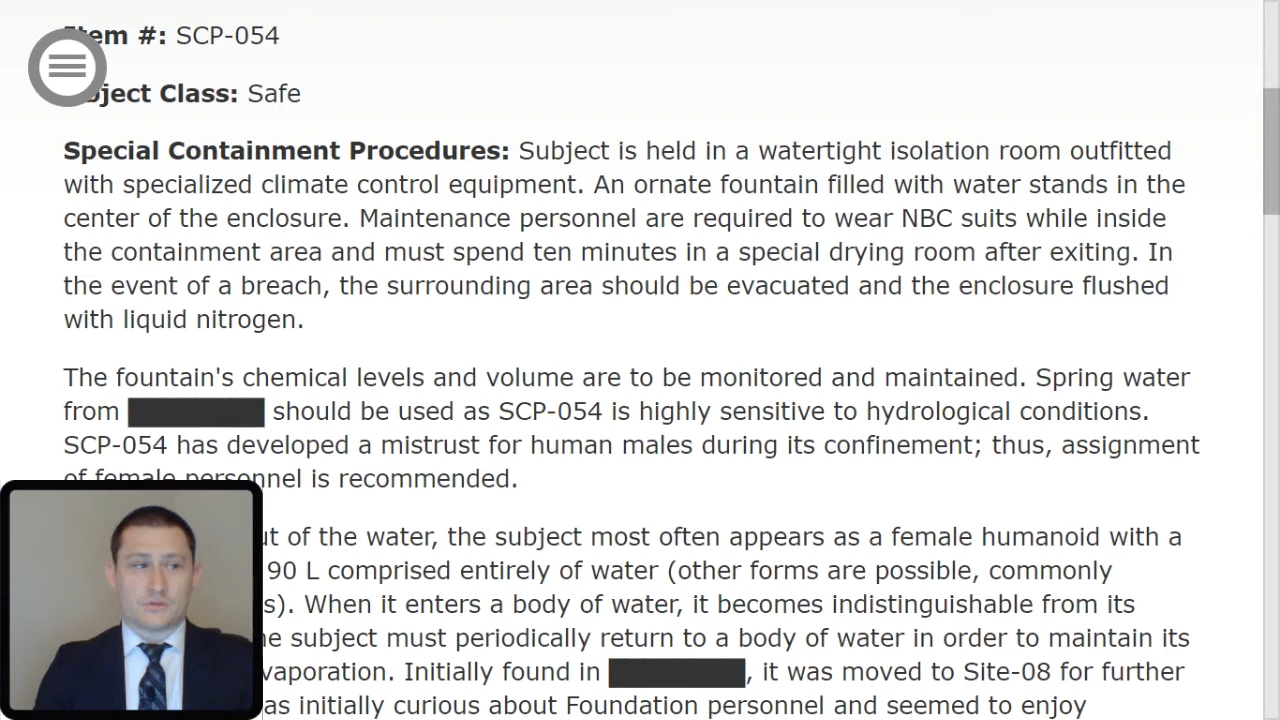 em #: SCP-054
bject Class: Safe
Special Containment Procedures: Subject is held in a watertight isolation room outfitted
with specialized climate control equipment. An ornate fountain filled with water stands in the
center of the enclosure. Maintenance personnel are required to wear NBC suits while inside
the containment area and must spend ten minutes in a special drying room after exiting. In
the event of a breach, the surrounding area should be evacuated and the enclosure flushed
with liquid nitrogen.
The fountain's chemical levels and volume are to be monitored and maintained. Spring water
from should be used as SCP-054 is highly sensitive to hydrological conditions.
SCP-054 has developed a mistrust for human males during its confinement; thus, assignment
of female personnel is recommended.
of the water, the subject most often appears as a female humanoid with a
90 L comprised entirely of water (other forms are possible, commonly
s). When it enters a body of water, it becomes indistinguishable from its
subject must periodically return to a body of water in order to maintain its
vaporation. Initially found in , it was moved to Site-08 for further
as initially curious about Foundation personnel and seemed to enjoy